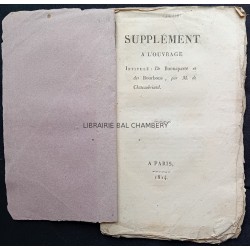 SUPPLÉMENT
A L'OUVRAGE
INTITULÉ: De Buonaparte et
des Bourbons, par M. de
Chateaubriand.
LIBRAIRIE BAL CHAMBERY
A PARIS,
1814